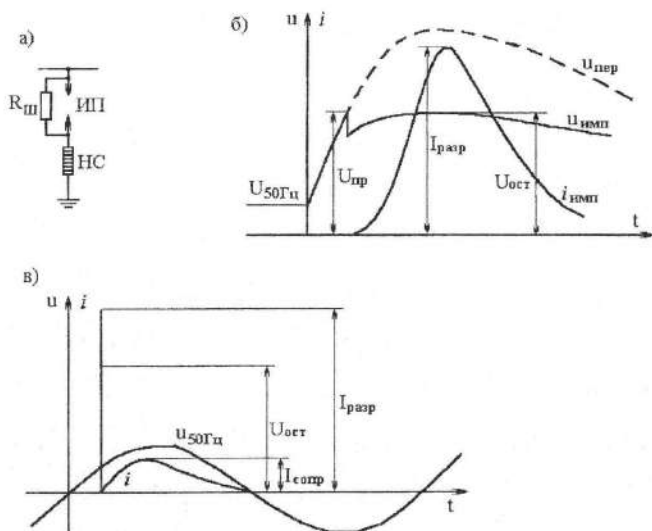 а)
R_Ш
ИП
НС
б)
u i
u_пер
u_имп
I_разр
U_пр
U_ост
U_50Гц
i_имп
t
в)
u i
I_разр
U_ост
u_50Гц
i
I_сопр
t